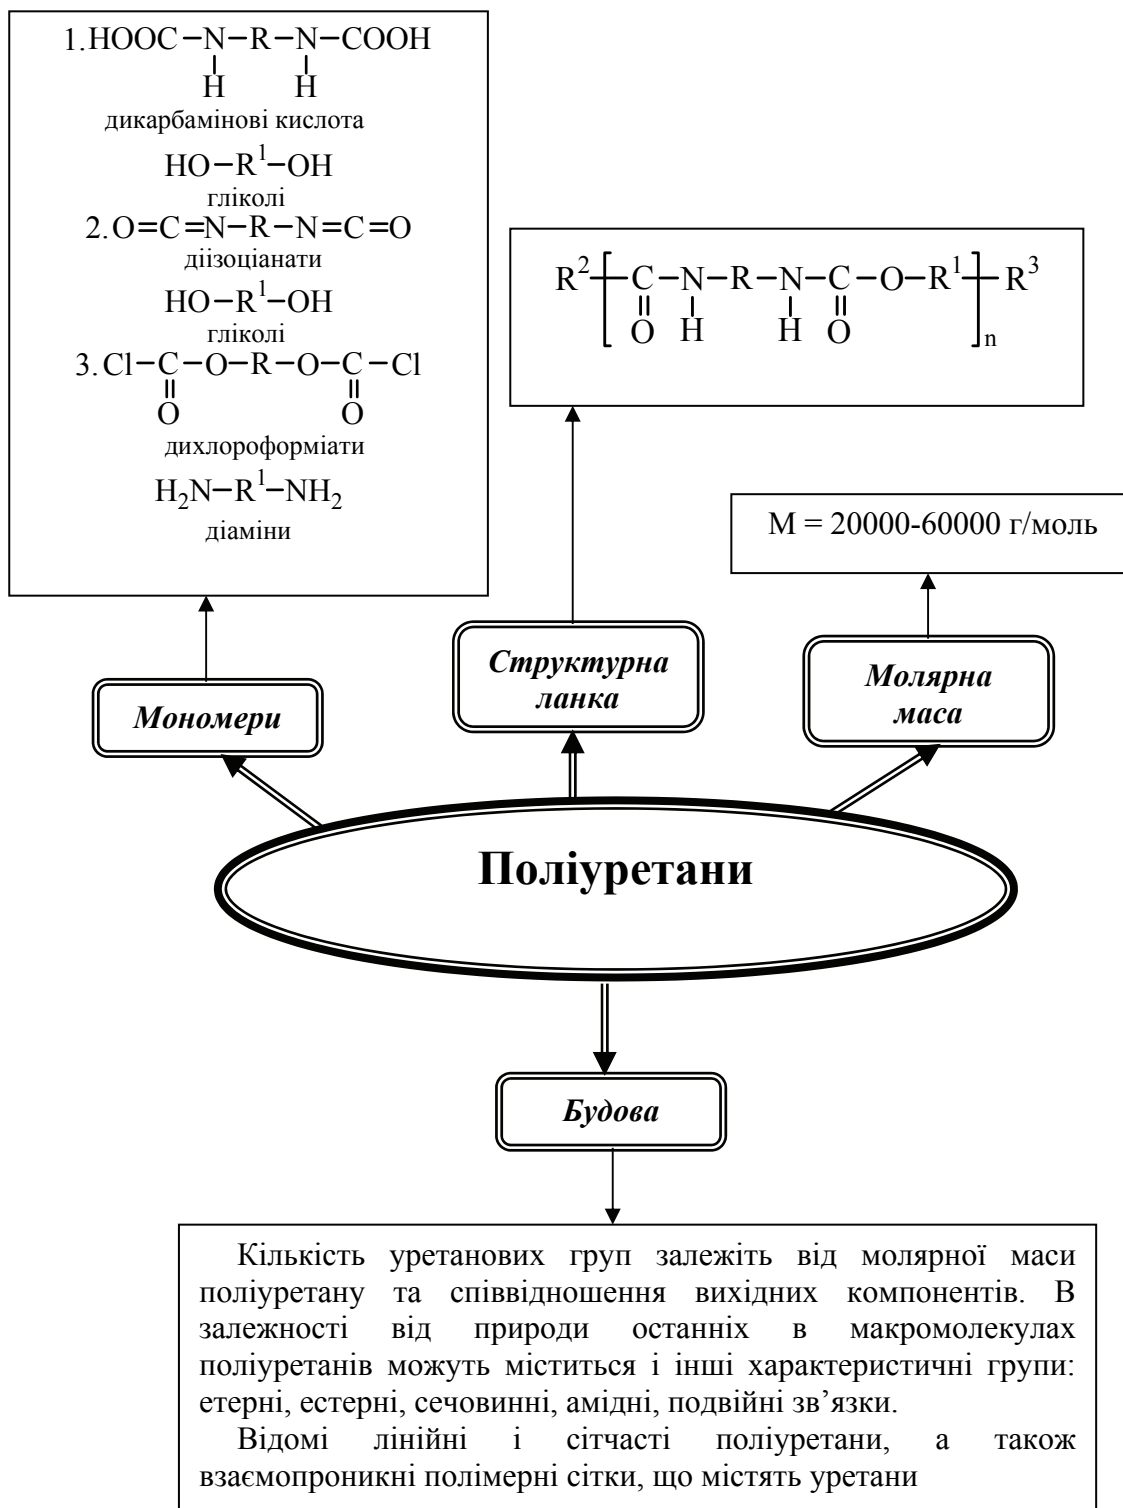 1. HOOC–N–R–N–COOH
H H
дикарбамінові кислота
HO–R¹–OH
гліколі
2. O=C=N–R–N=C=O
діізоціанати
HO–R¹–OH
гліколі
3. Cl–C–O–R–O–C–Cl
O O
дихлороформіати
H₂N–R¹–NH₂
діаміни
R²–[C–N–R–N–C–O–R¹]–R³
O H H O n
M = 20000-60000 г/моль
Мономери
Структурна
ланка
Молярна
маса
Поліуретани
Будова
Кількість уретанових груп залежіть від молярної маси
поліуретану та співвідношення вихідних компонентів. В
залежності від природи останніх в макромолекулах
поліуретанів можуть міститься і інші характеристичні групи:
етерні, естерні, сечовинні, амідні, подвійні зв’язки.
Відомі лінійні і сітчасті поліуретани, а також
взаємопроникні полімерні сітки, що містять уретани